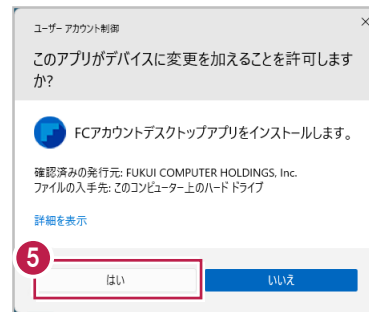 ユーザー アカウント制御
×
このアプリがデバイスに変更を加えることを許可します
か?
FCアカウントデスクトップアプリをインストールします。
確認済みの発行元: FUKUI COMPUTER HOLDINGS, Inc.
ファイルの入手先: このコンピューター上のハード ドライブ
詳細を表示
5
はい
いいえ